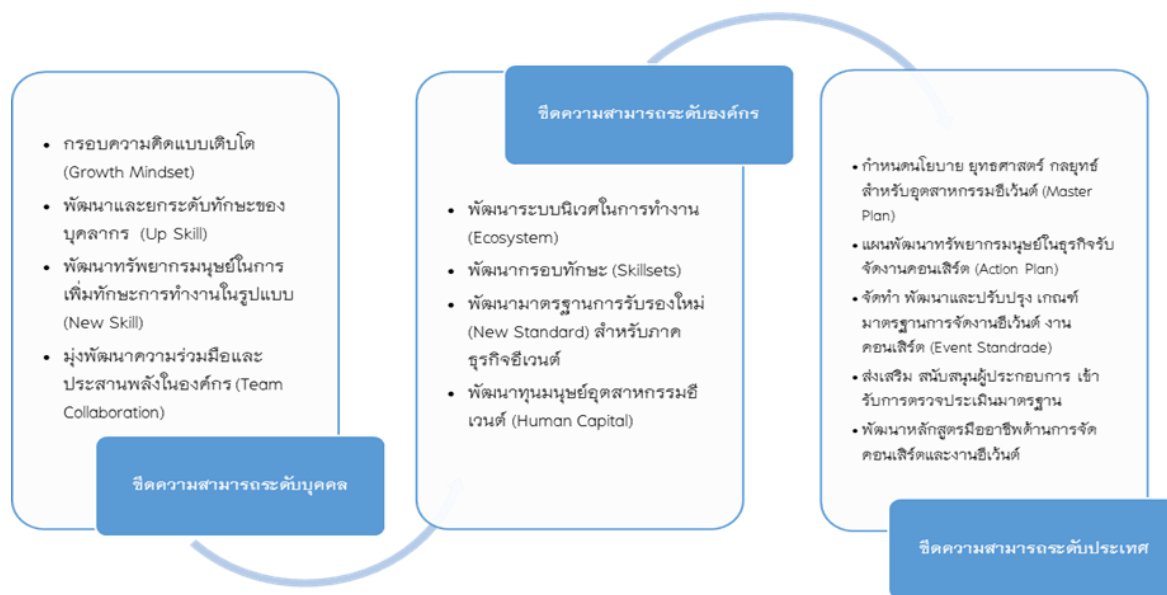 • กรอบความคิดแบบเติบโต
(Growth Mindset)
• พัฒนาและยกระดับทักษะของ
บุคลากร (Up Skill)
• พัฒนาทรัพยากรมนุษย์ในการ
เพิ่มทักษะการทำงานในรูปแบบ
(New Skill)
• มุ่งพัฒนาความร่วมมือและ
ประสานพลังในองค์กร (Team
Collaboration)
ขีดความสามารถระดับบุคคล
ขีดความสามารถระดับองค์กร
• พัฒนาระบบนิเวศในการทำงาน
(Ecosystem)
• พัฒนากรอบทักษะ (Skillsets)
• พัฒนามาตรฐานการรับรองใหม่
(New Standard) สำหรับภาค
ธุรกิจอีเวนต์
• พัฒนาทุนมนุษย์อุตสาหกรรมอี
เวนต์ (Human Capital)
• กำหนดนโยบาย ยุทธศาสตร์ กลยุทธ์
สำหรับอุตสาหกรรมอีเว้นต์ (Master
Plan)
• แผนพัฒนาทรัพยากรมนุษย์ในธุรกิจรับ
จัดงานคอนเสิร์ต (Action Plan)
• จัดทำ พัฒนาและปรับปรุง เกณฑ์
มาตรฐานการจัดงานอีเว้นต์ งาน
คอนเสิร์ต (Event Standrade)
• ส่งเสริม สนับสนุนผู้ประกอบการ เข้า
รับการตรวจประเมินมาตรฐาน
• พัฒนาหลักสูตรมืออาชีพด้านการจัด
คอนเสิร์ตและงานอีเว้นต์
ขีดความสามารถระดับประเทศ